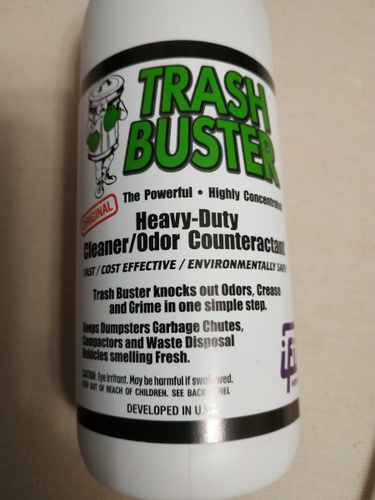 TRASH
BUSTER
The Powerful • Highly Concentrated
ORIGINAL
Heavy-Duty
Cleaner/Odor Counteractant
FAST / COST EFFECTIVE / ENVIRONMENTALLY SAFE
Trash Buster knocks out Odors, Grease
and Grime in one simple step.
Keeps Dumpsters Garbage Chutes,
Compactors and Waste Disposal
Vehicles smelling Fresh.
CAUTION: Eye Irritant. May be harmful if swallowed.
KEEP OUT OF REACH OF CHILDREN. SEE BACK PANEL
DEVELOPED IN U.S.